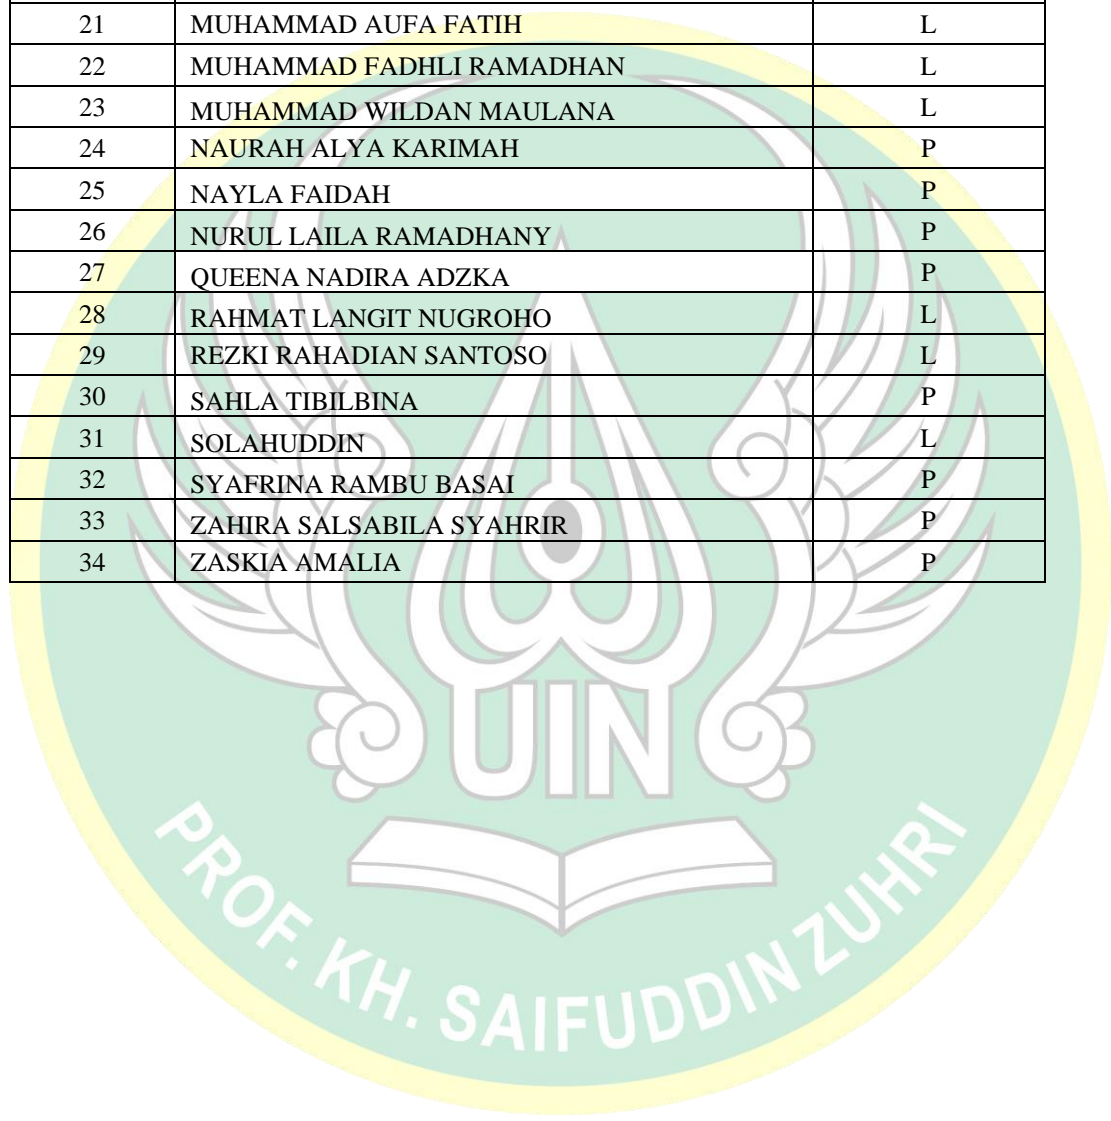 21 MUHAMMAD AUFA FATIH L
22 MUHAMMAD FADHLI RAMADHAN L
23 MUHAMMAD WILDAN MAULANA L
24 NAURAH ALYA KARIMAH P
25 NAYLA FAIDAH P
26 NURUL LAILA RAMADHANY P
27 QUEENA NADIRA ADZKA P
28 RAHMAT LANGIT NUGROHO L
29 REZKI RAHADIAN SANTOSO L
30 SAHLA TIBILBINA P
31 SOLAHUDDIN L
32 SYAFRINA RAMBU BASAI P
33 ZAHIRA SALSABILA SYAHRIR P
34 ZASKIA AMALIA P
UIN
PROF. KH. SAIFUDDIN ZUHRI